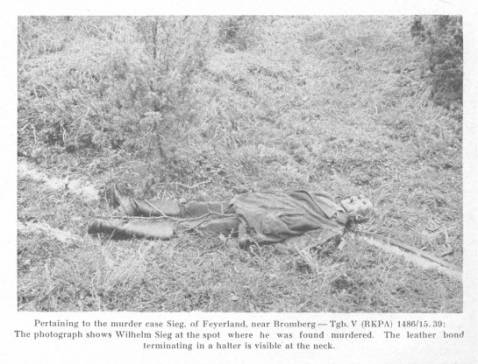 Pertaining to the murder case Sieg, of Feyerland, near Bromberg — Tgb. V (RKPA) 1486/15. 39:
The photograph shows Wilhelm Sieg at the spot where he was found murdered. The leather bond
terminating in a halter is visible at the neck.